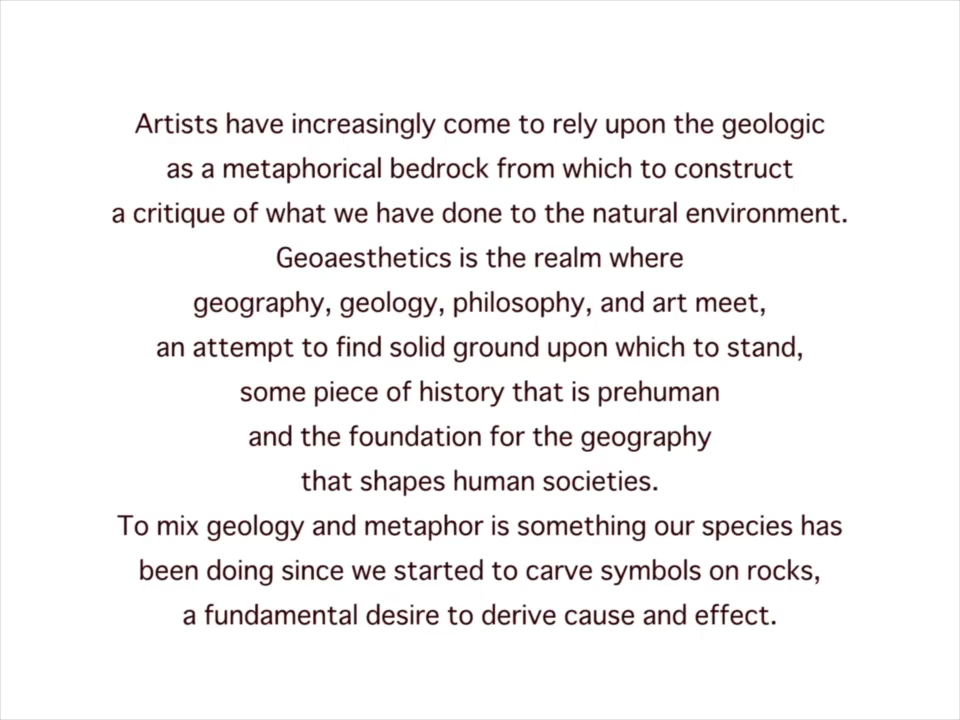 Artists have increasingly come to rely upon the geologic
as a metaphorical bedrock from which to construct
a critique of what we have done to the natural environment.
Geoaesthetics is the realm where
geography, geology, philosophy, and art meet,
an attempt to find solid ground upon which to stand,
some piece of history that is prehuman
and the foundation for the geography
that shapes human societies.
To mix geology and metaphor is something our species has
been doing since we started to carve symbols on rocks,
a fundamental desire to derive cause and effect.